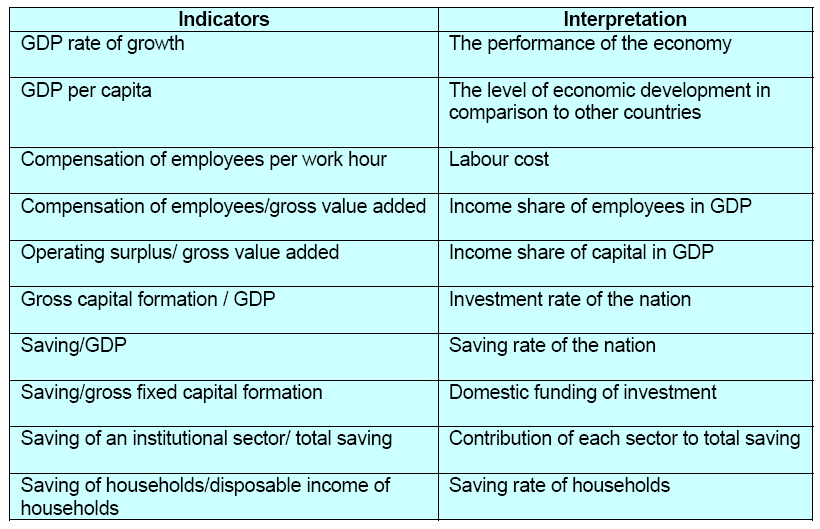 Indicators
Interpretation
GDP rate of growth
The performance of the economy
GDP per capita
The level of economic development in
comparison to other countries
Compensation of employees per work hour
Labour cost
Compensation of employees/gross value added
Income share of employees in GDP
Operating surplus/ gross value added
Income share of capital in GDP
Gross capital formation / GDP
Investment rate of the nation
Saving/GDP
Saving rate of the nation
Saving/gross fixed capital formation
Domestic funding of investment
Saving of an institutional sector/ total saving
Contribution of each sector to total saving
Saving of households/disposable income of
households
Saving rate of households